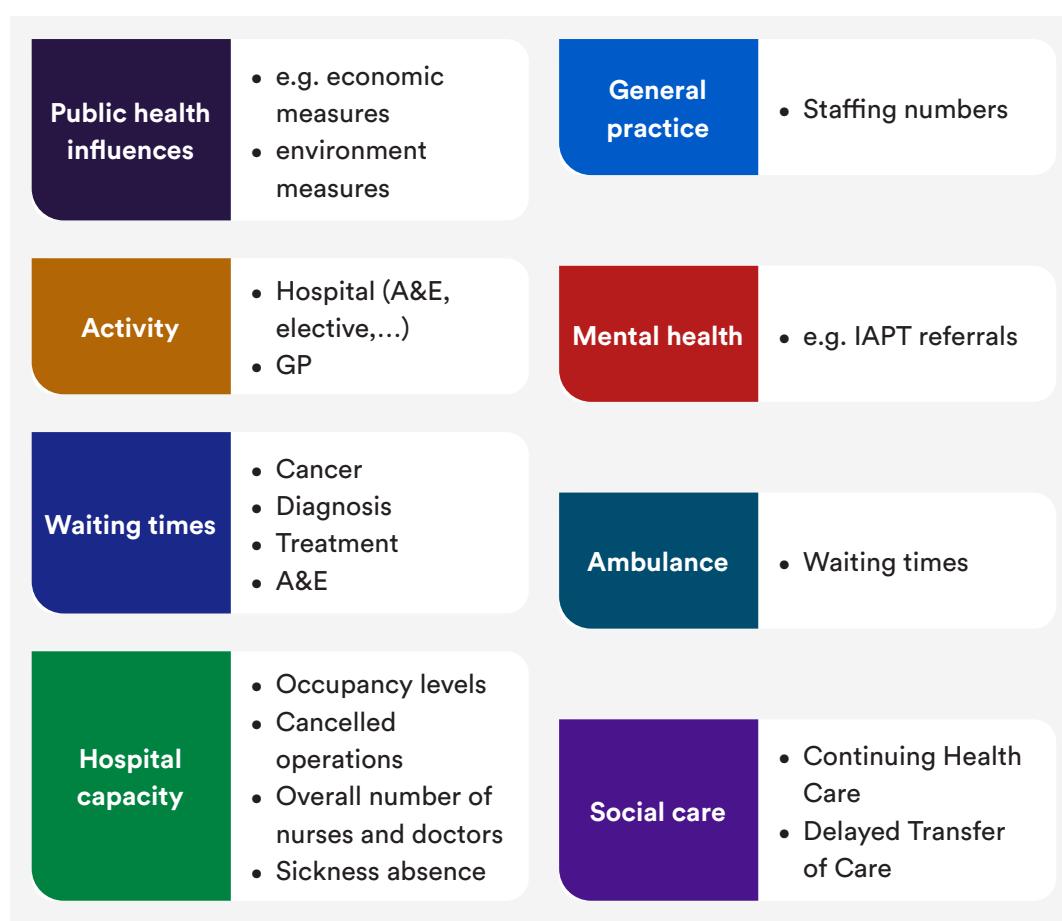 Public health
influences
• e.g. economic
measures
• environment
measures
General
practice
• Staffing numbers
Activity
• Hospital (A&E,
elective,...)
• GP
Mental health
• e.g. IAPT referrals
Waiting times
• Cancer
• Diagnosis
• Treatment
• A&E
Ambulance
• Waiting times
Hospital
capacity
• Occupancy levels
• Cancelled
operations
• Overall number of
nurses and doctors
• Sickness absence
Social care
• Continuing Health
Care
• Delayed Transfer
of Care